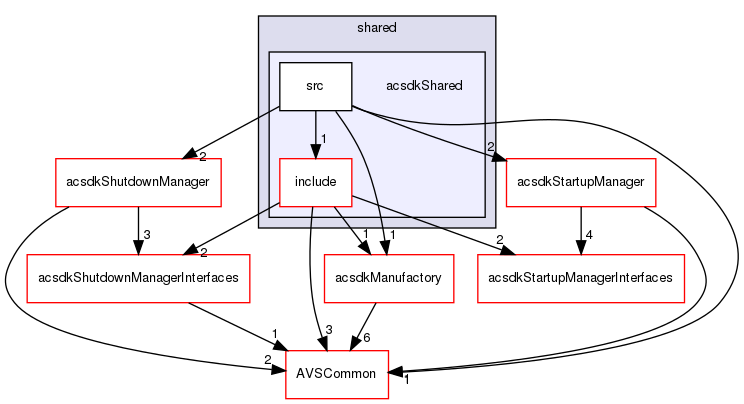 shared
src
acsdkShared
1
2
2
acsdkShutdownManager
include
acsdkStartupManager
3
2
1
1
2
4
acsdkShutdownManagerInterfaces
acsdkManufactory
acsdkStartupManagerInterfaces
1
3
6
2
AVSCommon
1